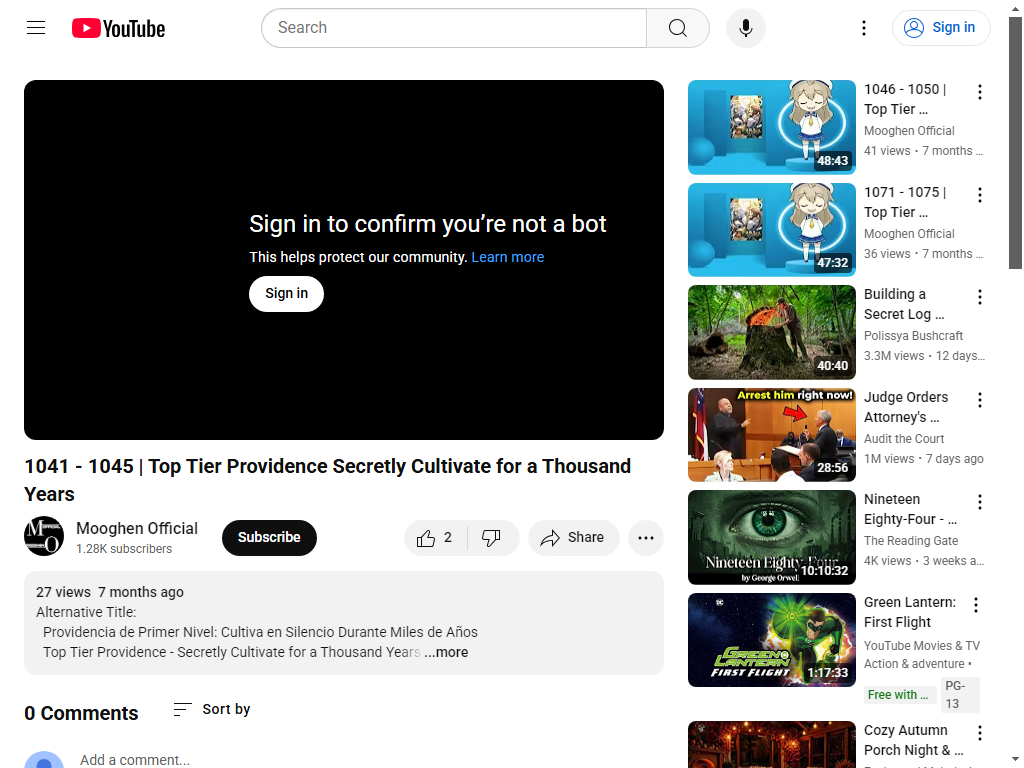 YouTube
Search
Sign in
Sign in to confirm you’re not a bot
This helps protect our community. Learn more
Sign in
1041 - 1045 | Top Tier Providence Secretly Cultivate for a Thousand
Years
Mooghen Official
1.28K subscribers
Subscribe
2
Share
27 views 7 months ago
Alternative Title:
Providencia de Primer Nivel: Cultiva en Silencio Durante Miles de Años
Top Tier Providence - Secretly Cultivate for a Thousand Years ...more
0 Comments
Sort by
Add a comment...
48:43
1046 - 1050 |
Top Tier ...
Mooghen Official
41 views • 7 months ...
47:32
1071 - 1075 |
Top Tier ...
Mooghen Official
36 views • 7 months ...
40:40
Building a
Secret Log ...
Polissya Bushcraft
3.3M views • 12 days...
Arrest him right now!
28:56
Judge Orders
Attorney's ...
Audit the Court
1M views • 7 days ago
Nineteen Eighty-Four
by George Orwell
10:10:32
Nineteen
Eighty-Four - ...
The Reading Gate
4K views • 3 weeks a...
GREEN LANTERN
FIRST FLIGHT
1:17:33
Green Lantern:
First Flight
YouTube Movies & TV
Action & adventure •
Free with ...
PG-
13
Cozy Autumn
Porch Night & ...